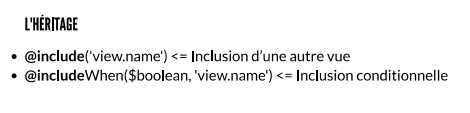 L'HÉRITAGE
• @include('view.name') <= Inclusion d'une autre vue
• @includeWhen($boolean, 'view.name') <= Inclusion conditionnelle